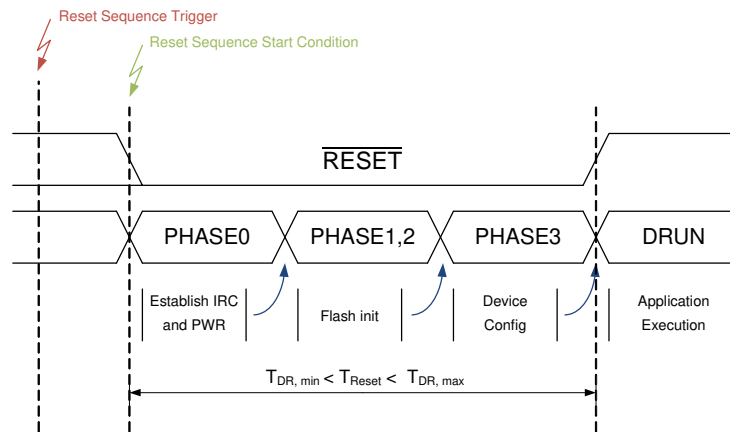 Reset Sequence Trigger
Reset Sequence Start Condition
RESET
PHASE0
PHASE1,2
PHASE3
DRUN
Establish IRC
and PWR
Flash init
Device
Config
Application
Execution
TDR, min < TReset < TDR, max